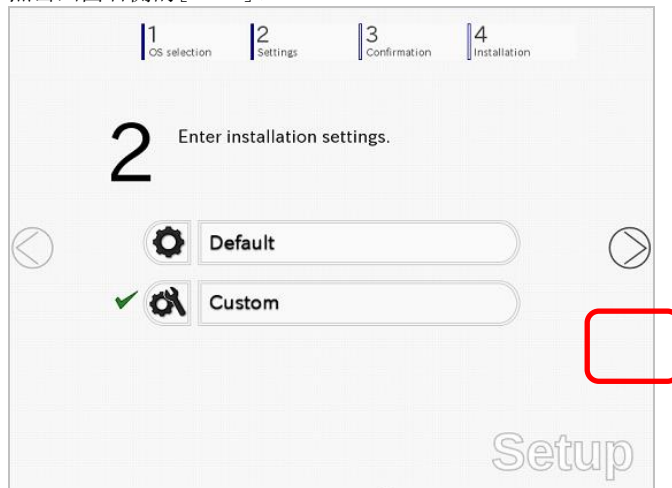 1 2 3 4
OS selection Settings Confirmation Installation
2 Enter installation settings.
Default
Custom
Setup